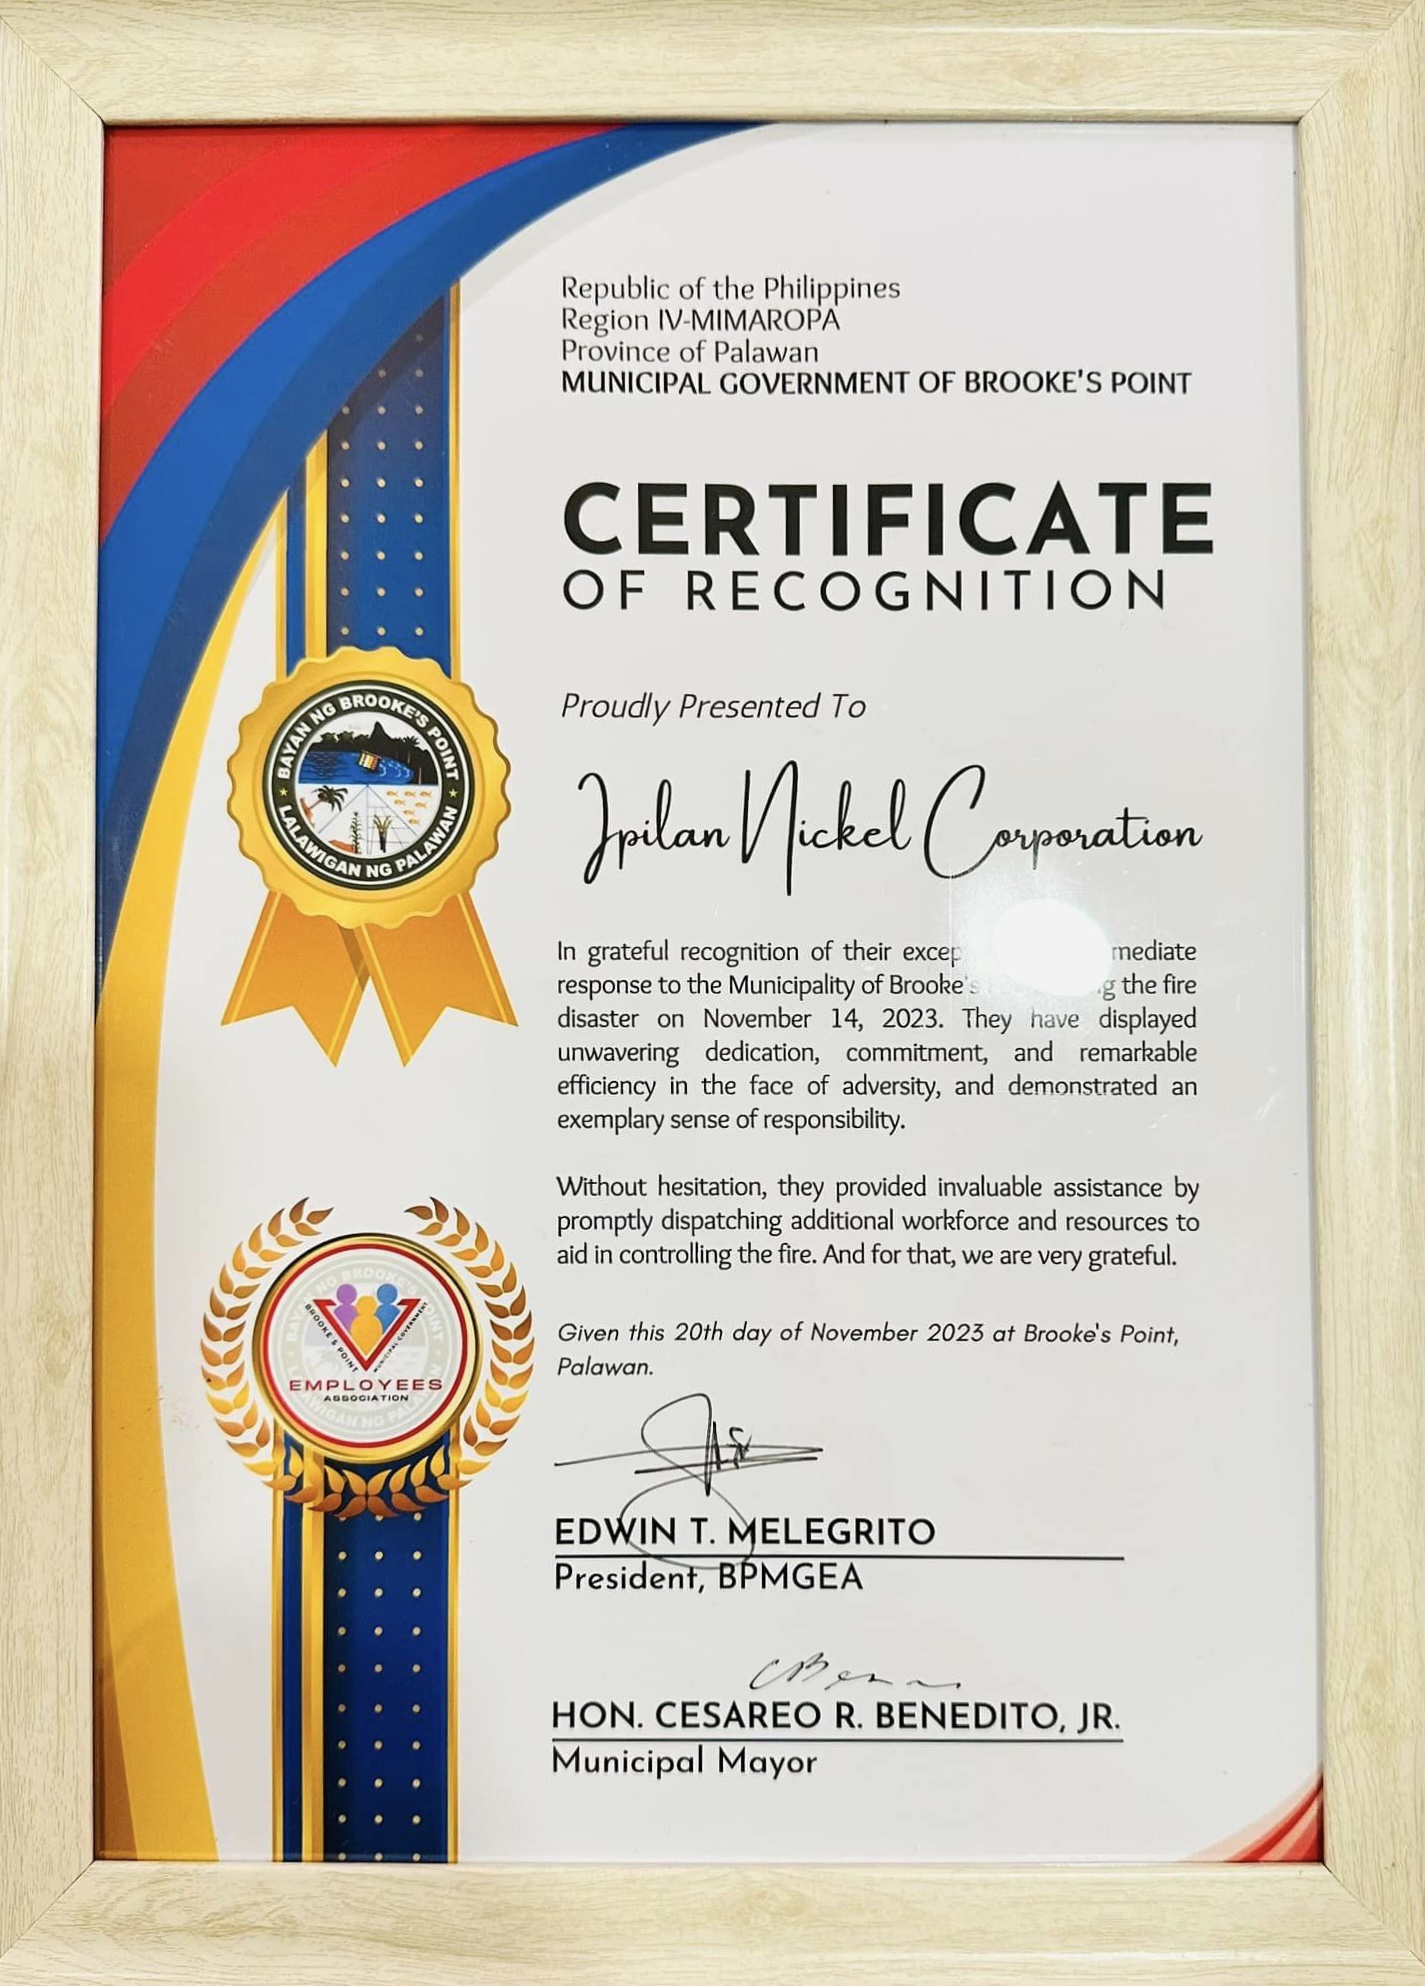 Republic of the Philippines
Region IV-MIMAROPA
Province of Palawan
MUNICIPAL GOVERNMENT OF BROOKE'S POINT
CERTIFICATE
OF RECOGNITION
Proudly Presented To
Ipilan Nickel Corporation
In grateful recognition of their
response to the Municipality of Brooke's the fire
disaster on November 14, 2023. They have displayed
unwavering dedication, commitment, and remarkable
efficiency in the face of adversity, and demonstrated an
exemplary sense of responsibility.
Without hesitation, they provided invaluable assistance by
promptly dispatching additional workforce and resources to
aid in controlling the fire. And for that, we are very grateful.
Given this 20th day of November 2023 at Brooke's Point,
Palawan.
EDWIN T. MELEGRITO
President, BPMGEA
HON. CESAREO R. BENEDITO, JR.
Municipal Mayor
BAYAN NG BROOKE'S POINT
LALAWIGAN NG PALAWAN
BROOKE'S POINT
MUNICIPAL GOVERNMENT
EMPLOYEES
ASSOCIATION